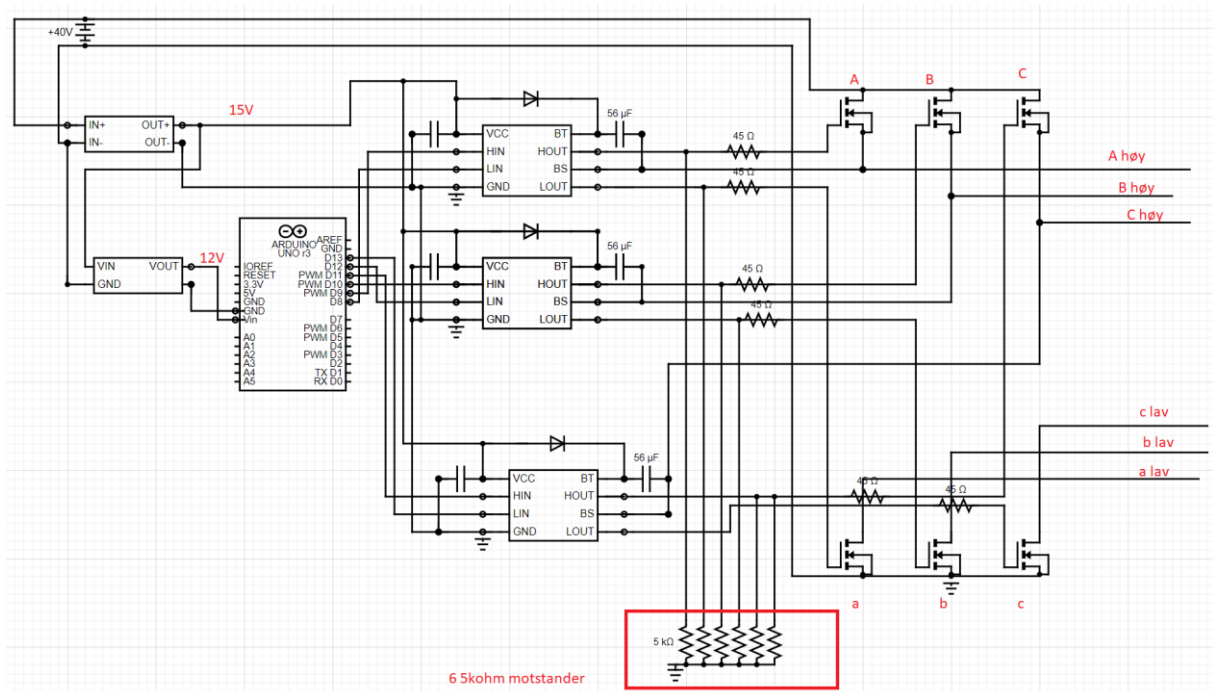 +40V
15V
IN+
IN-
OUT+
OUT-
12V
VIN
GND
VOUT
ARDUINO
UNO r3
IOREF
RESET
3.3V
5V
GND
GND
Vin
A0
A1
A2
A3
A4
A5
AREF
GND
D13
D12
PWM D11
PWM D10
PWM D9
D8
D7
PWM D6
PWM D5
D4
PWM D3
D2
TX D1
RX D0
56 µF
VCC
HIN
LIN
GND
BT
HOUT
BS
LOUT
45 Ω
45 Ω
56 µF
VCC
HIN
LIN
GND
BT
HOUT
BS
LOUT
45 Ω
45 Ω
56 µF
VCC
HIN
LIN
GND
BT
HOUT
BS
LOUT
45 Ω
45 Ω
A
B
C
A høy
B høy
C høy
c lav
b lav
a lav
a
b
c
5 kΩ
6 5kohm motstander